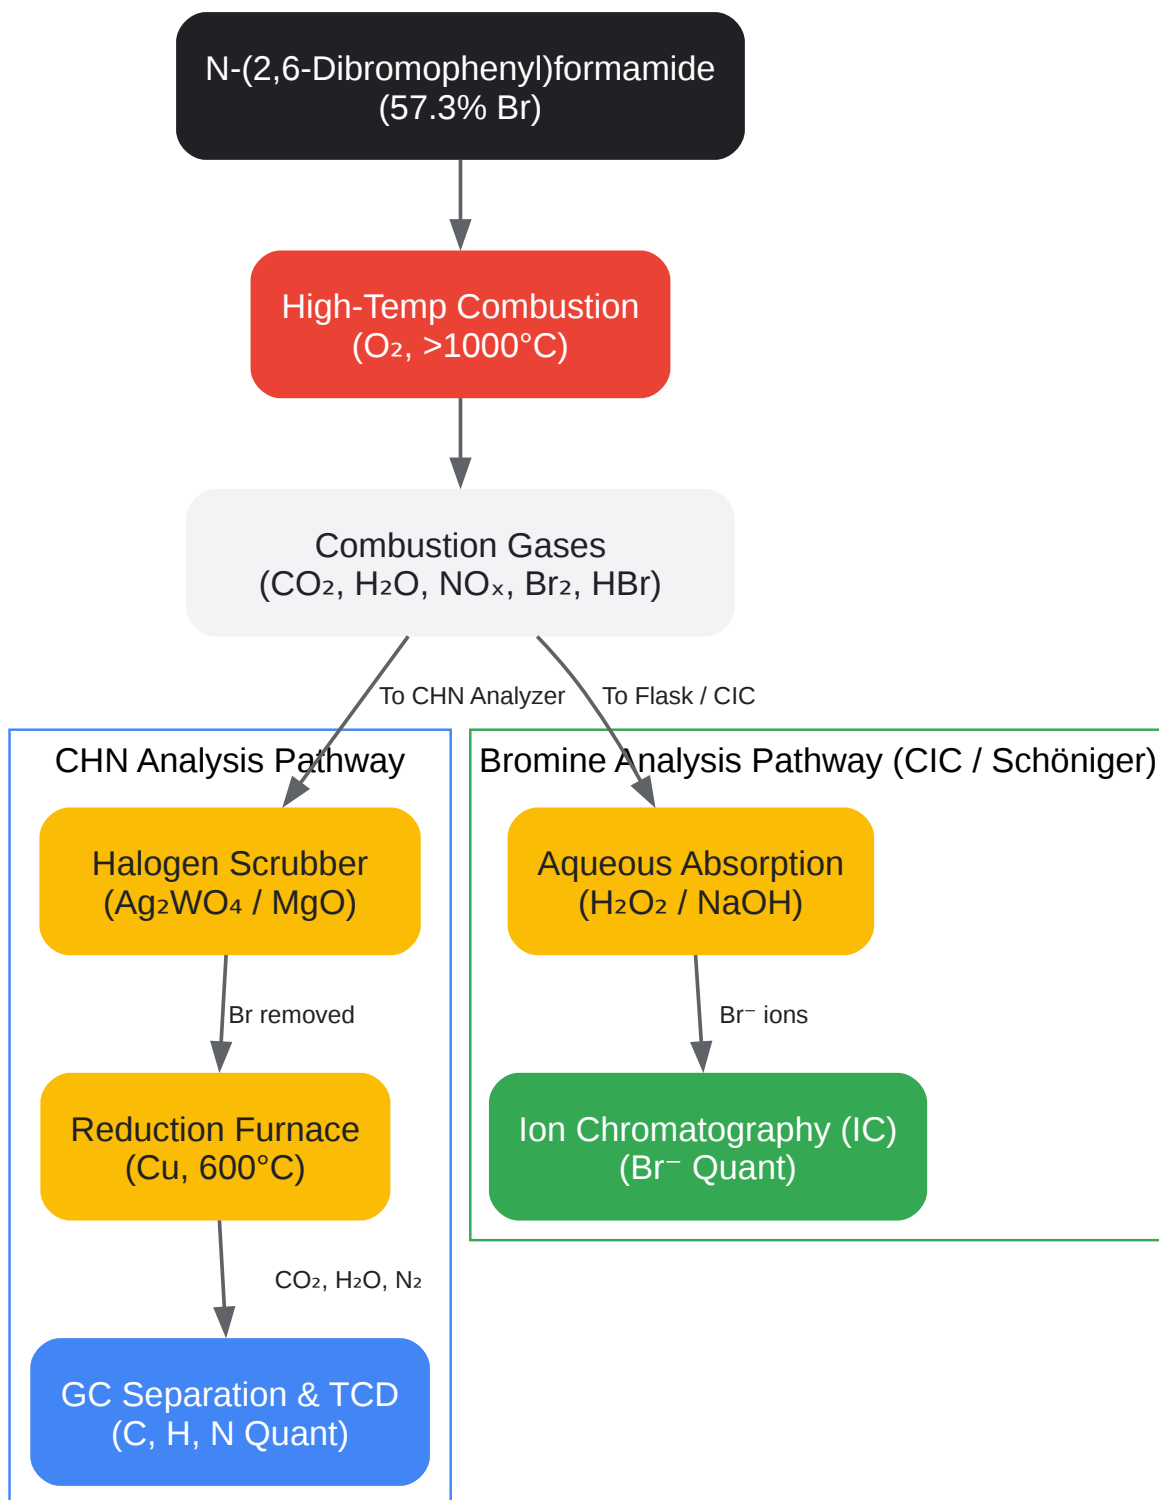 N-(2,6-Dibromophenyl)formamide
(57.3% Br)
High-Temp Combustion
(O₂, >1000°C)
Combustion Gases
(CO₂, H₂O, NOₓ, Br₂, HBr)
To CHN Analyzer
To Flask / CIC
CHN Analysis Pathway
Bromine Analysis Pathway (CIC / Schöniger)
Halogen Scrubber
(Ag₂WO₄ / MgO)
Aqueous Absorption
(H₂O₂ / NaOH)
Br removed
Br⁻ ions
Reduction Furnace
(Cu, 600°C)
Ion Chromatography (IC)
(Br⁻ Quant)
CO₂, H₂O, N₂
GC Separation & TCD
(C, H, N Quant)